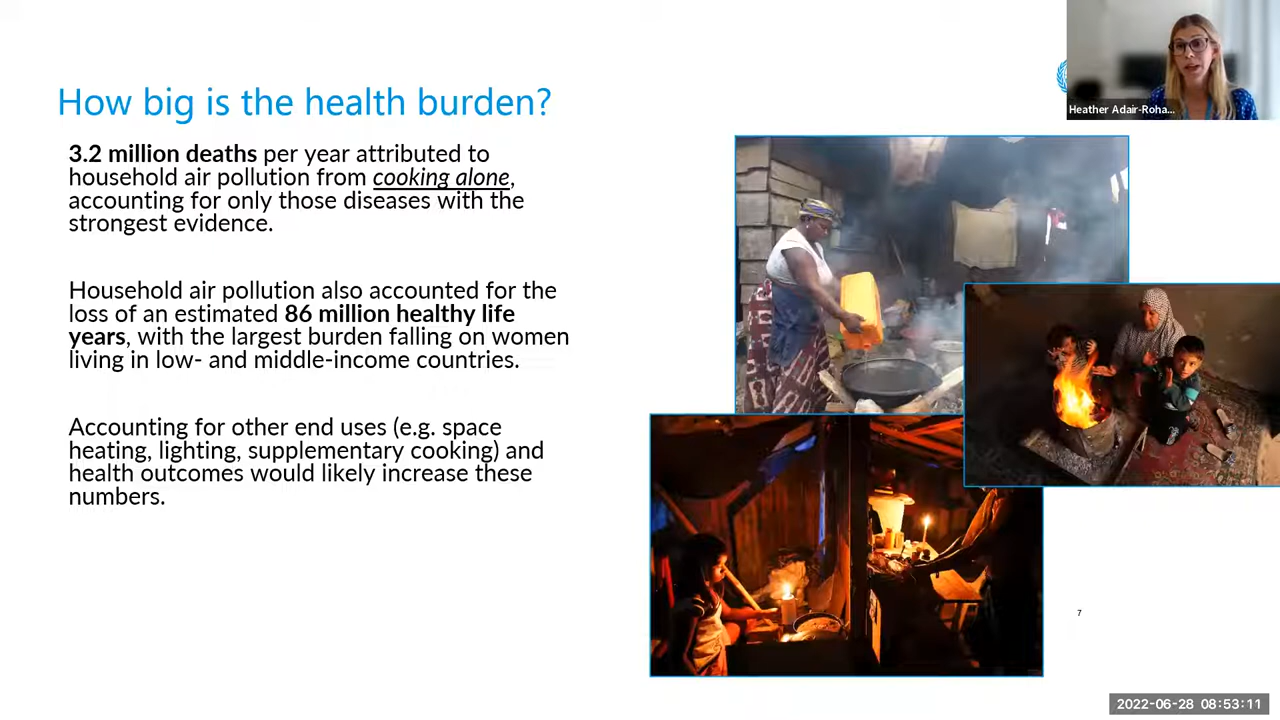 Heather Adair-Roha...
How big is the health burden?
3.2 million deaths per year attributed to
household air pollution from cooking alone,
accounting for only those diseases with the
strongest evidence.
Household air pollution also accounted for the
loss of an estimated 86 million healthy life
years, with the largest burden falling on women
living in low- and middle-income countries.
Accounting for other end uses (e.g. space
heating, lighting, supplementary cooking) and
health outcomes would likely increase these
numbers.
7
2022-06-28 08:53:11